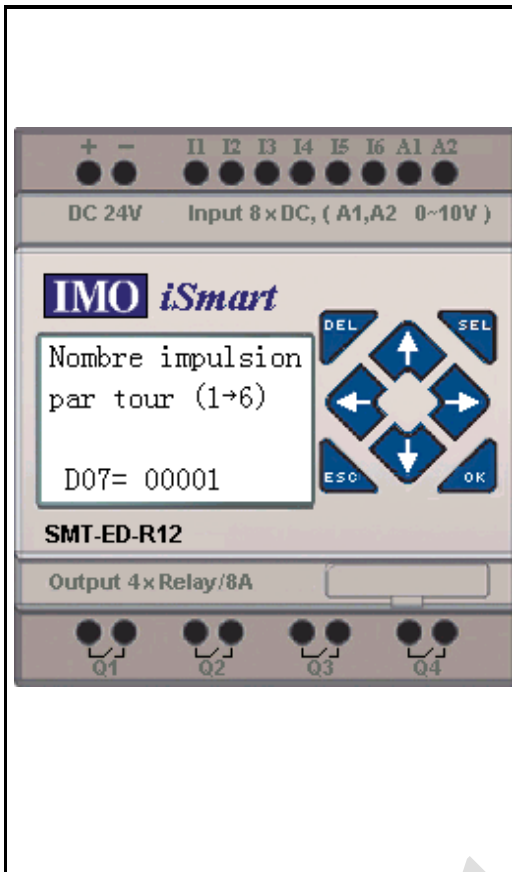 + - I1 I2 I3 I4 I5 I6 A1 A2
DC 24V Input 8×DC, ( A1,A2 0~10V )
IMO iSmart
DEL SEL
Nombre impulsion
par tour (1→6)
D07= 00001
ESC OK
SMT-ED-R12
Output 4×Relay/8A
Q1 Q2 Q3 Q4